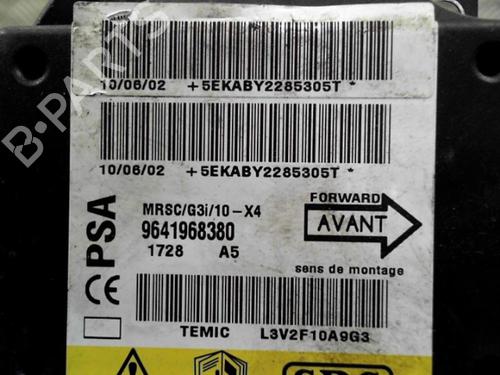 B-PARTS
10/06/02 +5EKABY2285305T *
10/06/02 +5EKABY2285305T *
PSA
CE
MRSC/G3i/10-X4
9641968380
1728 A5
FORWARD
AVANT
sens de montage
TEMIC L3V2F10A9G3